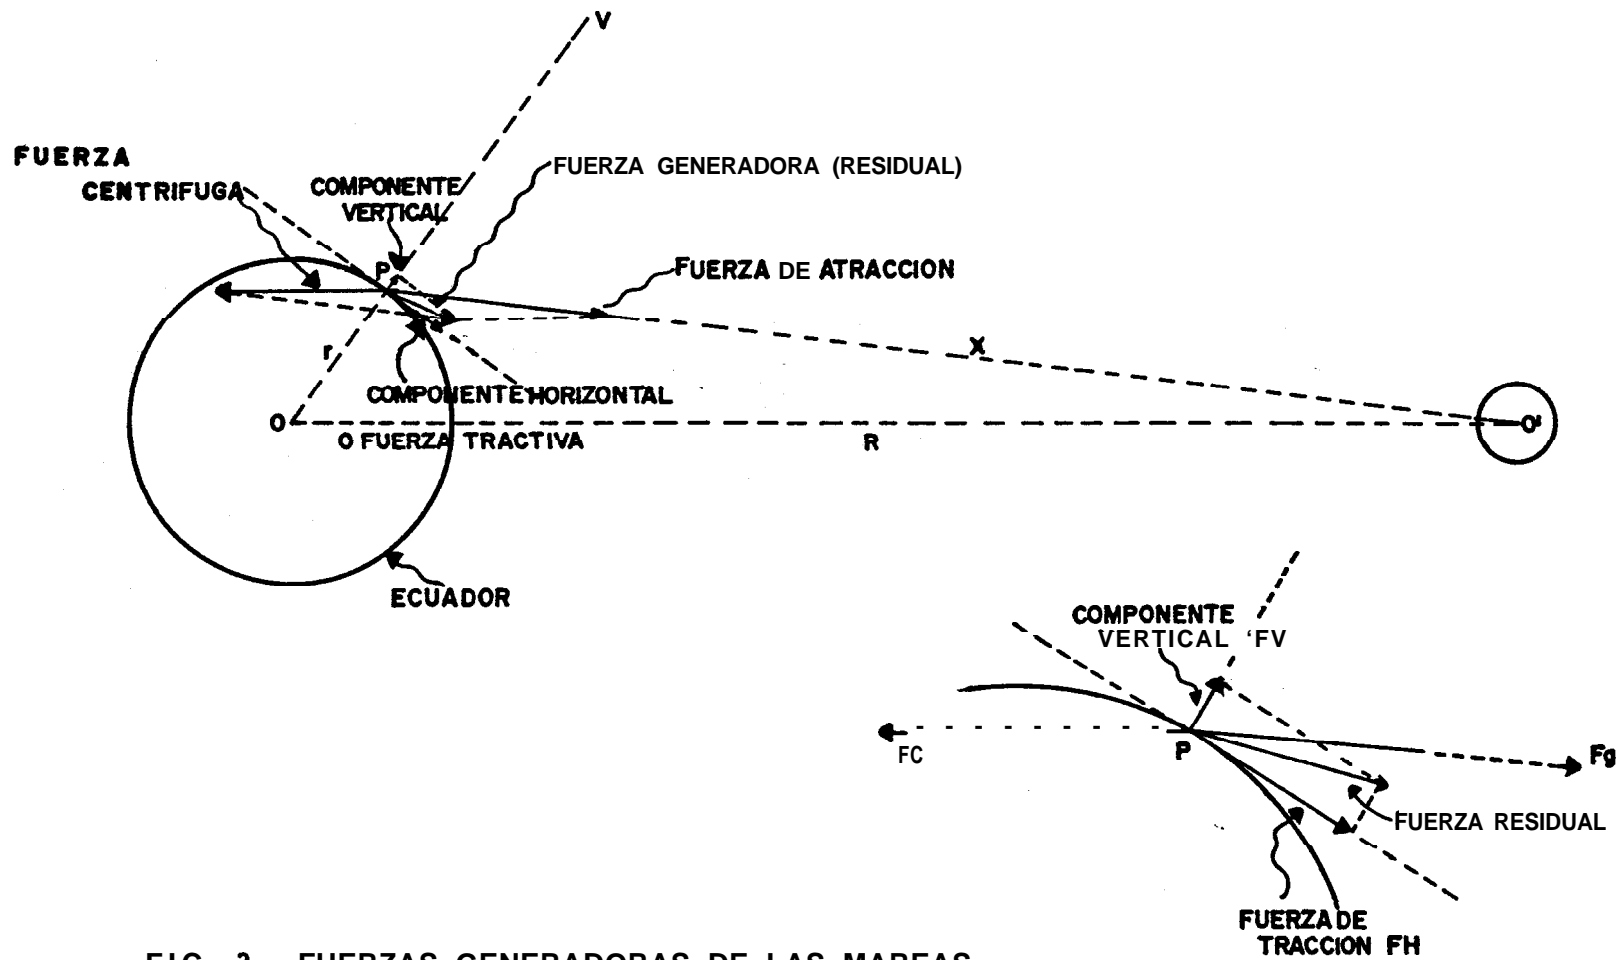 V
FUERZA
CENTRIFUGA
COMPONENTE
VERTICAL
FUERZA GENERADORA (RESIDUAL)
P
FUERZA DE ATRACCION
r
X
COMPONENTE HORIZONTAL
O
O FUERZA TRACTIVA
R
O'
ECUADOR
COMPONENTE
VERTICAL 'FV
FC
P
Fg
FUERZA RESIDUAL
FUERZA DE
TRACCION FH
FUERZAS GENERADORAS DE LAS MAREAS